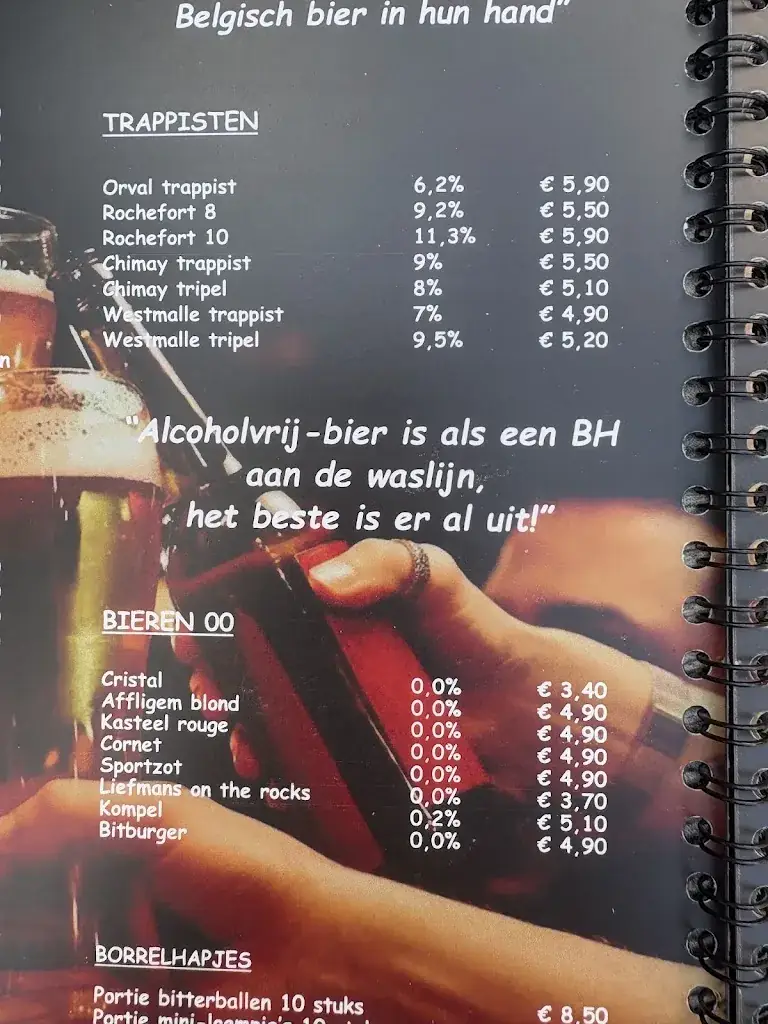 Belgisch bier in hun hand"
TRAPPISTEN
Orval trappist 6,2% € 5,90
Rochefort 8 9,2% € 5,50
Rochefort 10 11,3% € 5,90
Chimay trappist 9% € 5,50
Chimay tripel 8% € 5,10
Westmalle trappist 7% € 4,90
Westmalle tripel 9,5% € 5,20
"Alcoholvrij-bier is als een BH
aan de waslijn,
het beste is er al uit!"
BIEREN 00
Cristal 0,0% € 3,40
Affligem blond 0,0% € 4,90
Kasteel rouge 0,0% € 4,90
Cornet 0,0% € 4,90
Sportzot 0,0% € 4,90
Liefmans on the rocks 0,0% € 3,70
Kompel 0,2% € 5,10
Bitburger 0,0% € 4,90
BORRELHAPJES
Portie bitterballen 10 stuks € 8,50
Portie mini-loempia's 10